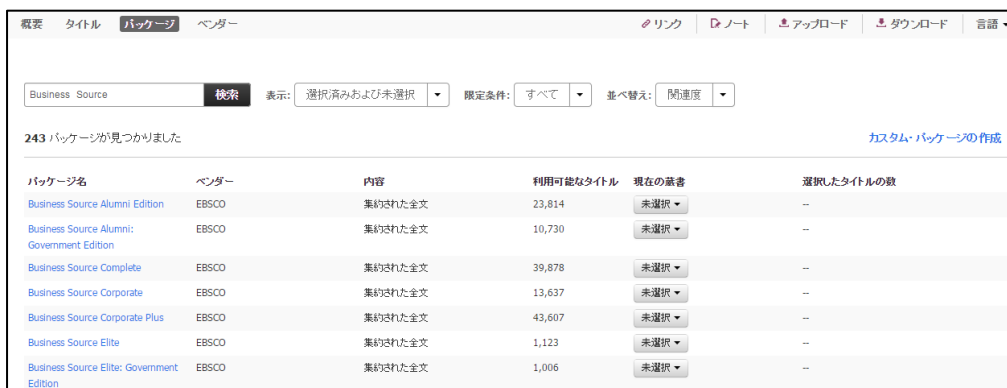 概要 タイトル パッケージ ベンダー リンク ノート アップロード ダウンロード 言語
Business Source 検索 表示: 選択済みおよび未選択 限定条件: すべて 並べ替え: 関連度
243 パッケージが見つかりました カスタム・パッケージの作成
パッケージ名 ベンダー 内容 利用可能なタイトル 現在の蔵書 選択したタイトルの数
Business Source Alumni Edition EBSCO 集約された全文 23,814 未選択 --
Business Source Alumni: EBSCO 集約された全文 10,730 未選択 --
Government Edition
Business Source Complete EBSCO 集約された全文 39,878 未選択 --
Business Source Corporate EBSCO 集約された全文 13,637 未選択 --
Business Source Corporate Plus EBSCO 集約された全文 43,607 未選択 --
Business Source Elite EBSCO 集約された全文 1,123 未選択 --
Business Source Elite: Government EBSCO 集約された全文 1,006 未選択 --
Edition